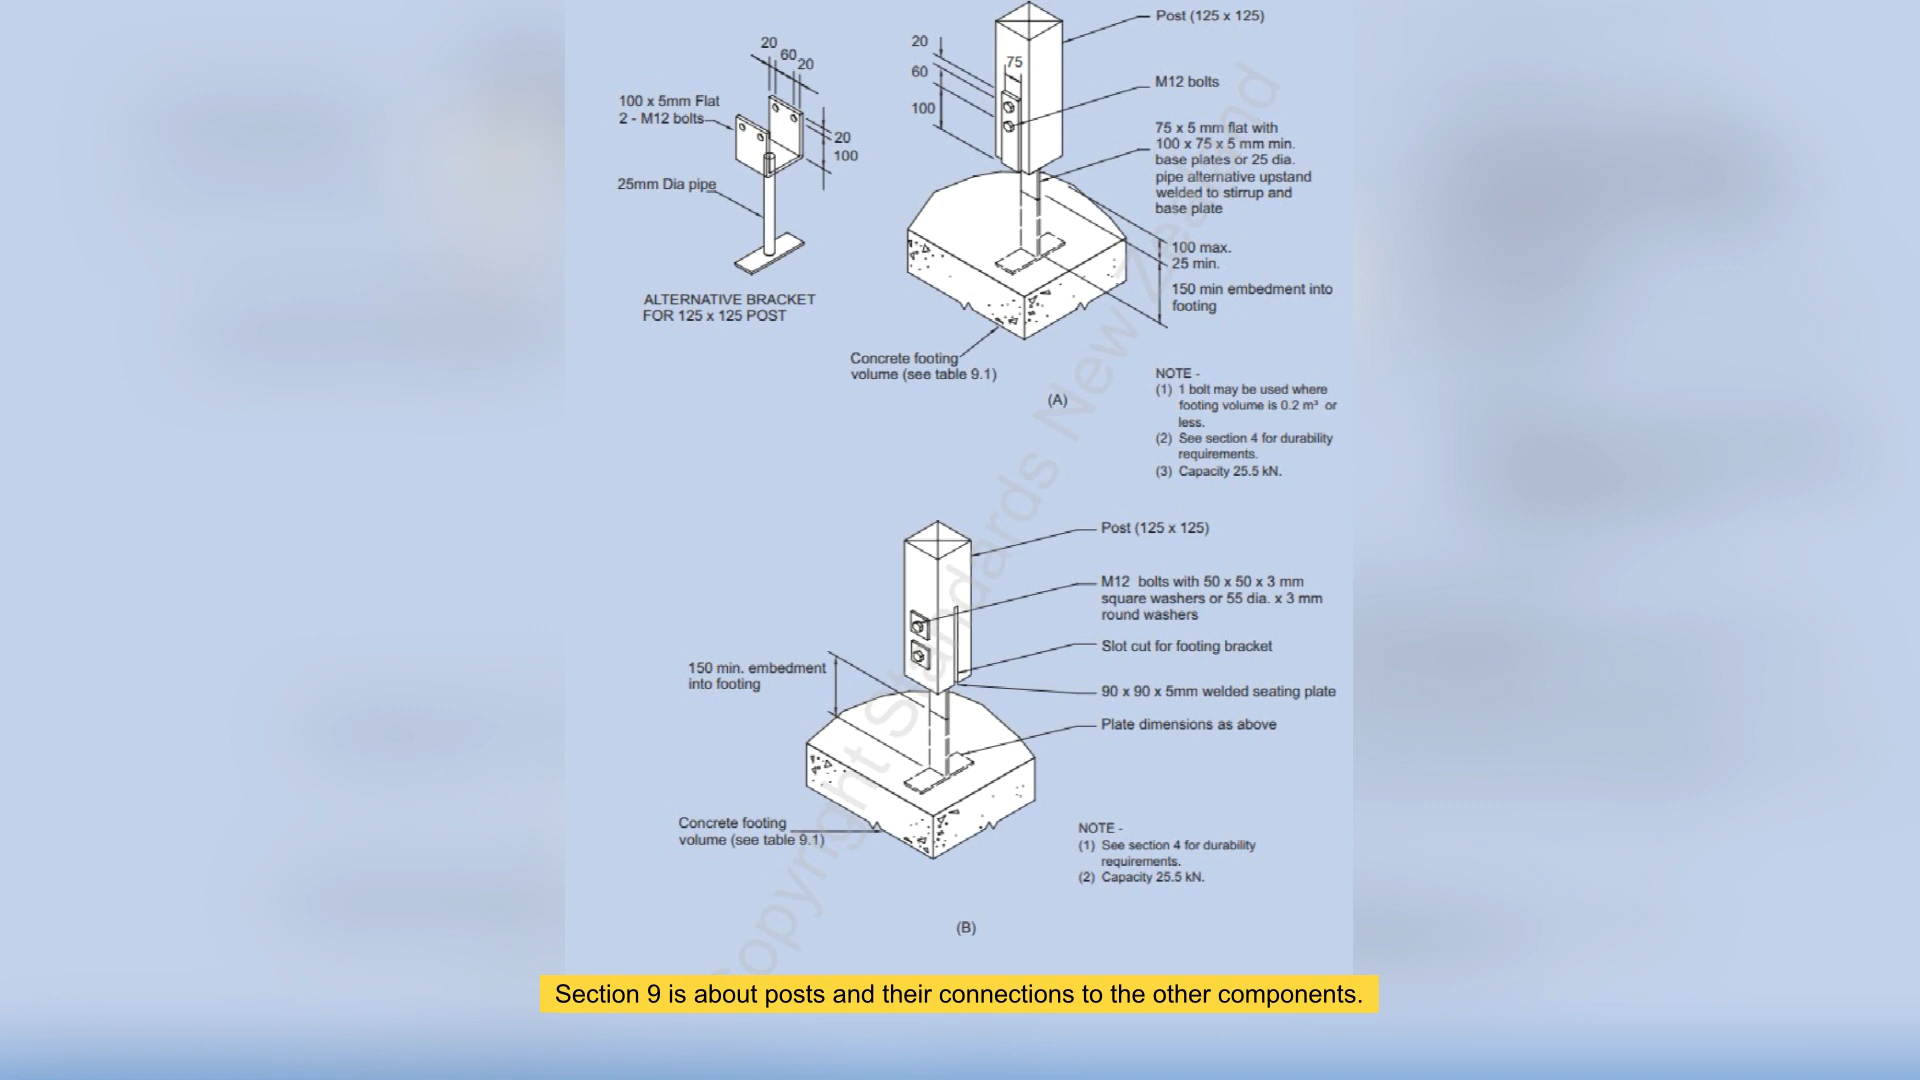 20
60
20
100 x 5mm Flat
2 - M12 bolts
20
100
25mm Dia pipe
ALTERNATIVE BRACKET
FOR 125 x 125 POST
20
60
100
75
Post (125 x 125)
M12 bolts
75 x 5 mm flat with
100 x 75 x 5 mm min.
base plates or 25 dia.
pipe alternative upstand
welded to stirrup and
base plate
100 max.
25 min.
150 min embedment into
footing
Concrete footing
volume (see table 9.1)
(A)
NOTE -
(1) 1 bolt may be used where
footing volume is 0.2 m³ or
less.
(2) See section 4 for durability
requirements.
(3) Capacity 25.5 kN.
Post (125 x 125)
M12 bolts with 50 x 50 x 3 mm
square washers or 55 dia. x 3 mm
round washers
Slot cut for footing bracket
90 x 90 x 5mm welded seating plate
Plate dimensions as above
150 min. embedment
into footing
Concrete footing
volume (see table 9.1)
NOTE -
(1) See section 4 for durability
requirements.
(2) Capacity 25.5 kN.
(B)
Copyright Standards New Zealand
Section 9 is about posts and their connections to the other components.